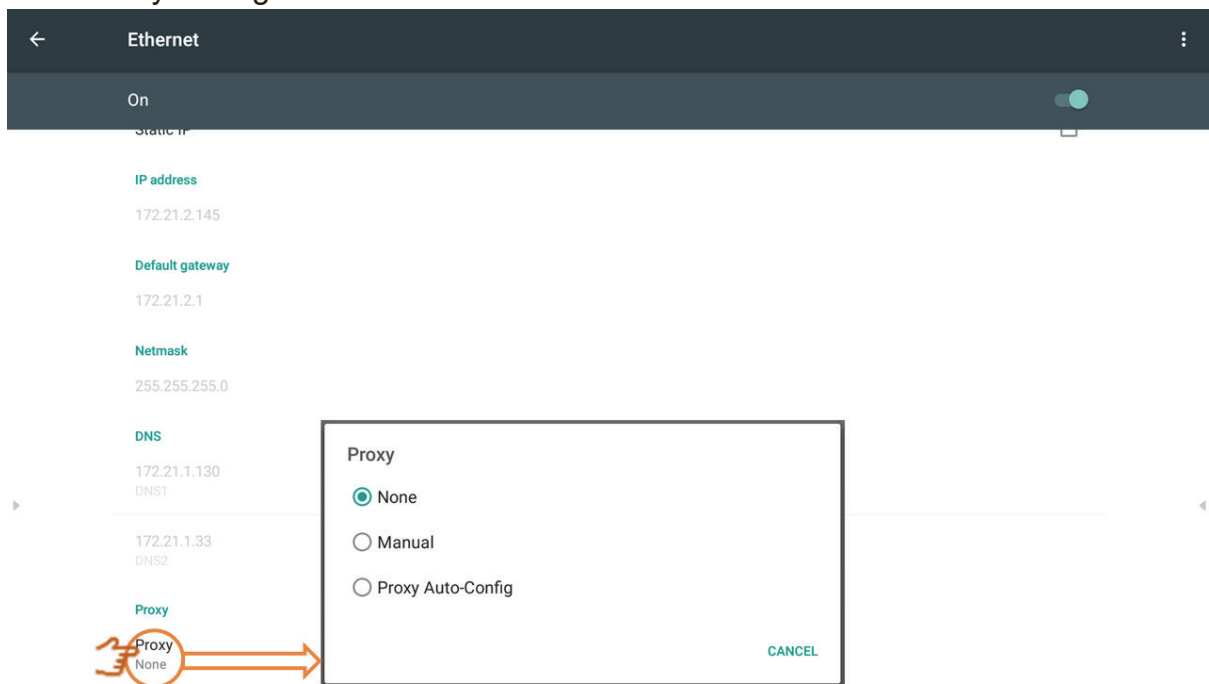 Ethernet
On
Static IP
IP address
172.21.2.145
Default gateway
172.21.2.1
Netmask
255.255.255.0
DNS
172.21.1.130
DNS1
172.21.1.33
DNS2
Proxy
Proxy
None
Proxy
None
Manual
Proxy Auto-Config
CANCEL